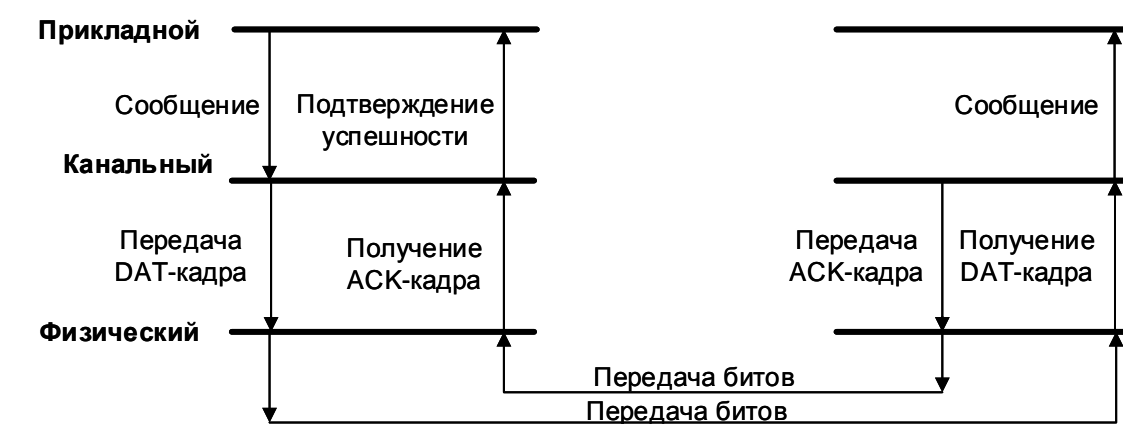 Прикладной
Сообщение
Подтверждение
успешности
Сообщение
Канальный
Передача
DAT-кадра
Получение
ACK-кадра
Передача
ACK-кадра
Получение
DAT-кадра
Физический
Передача битов
Передача битов